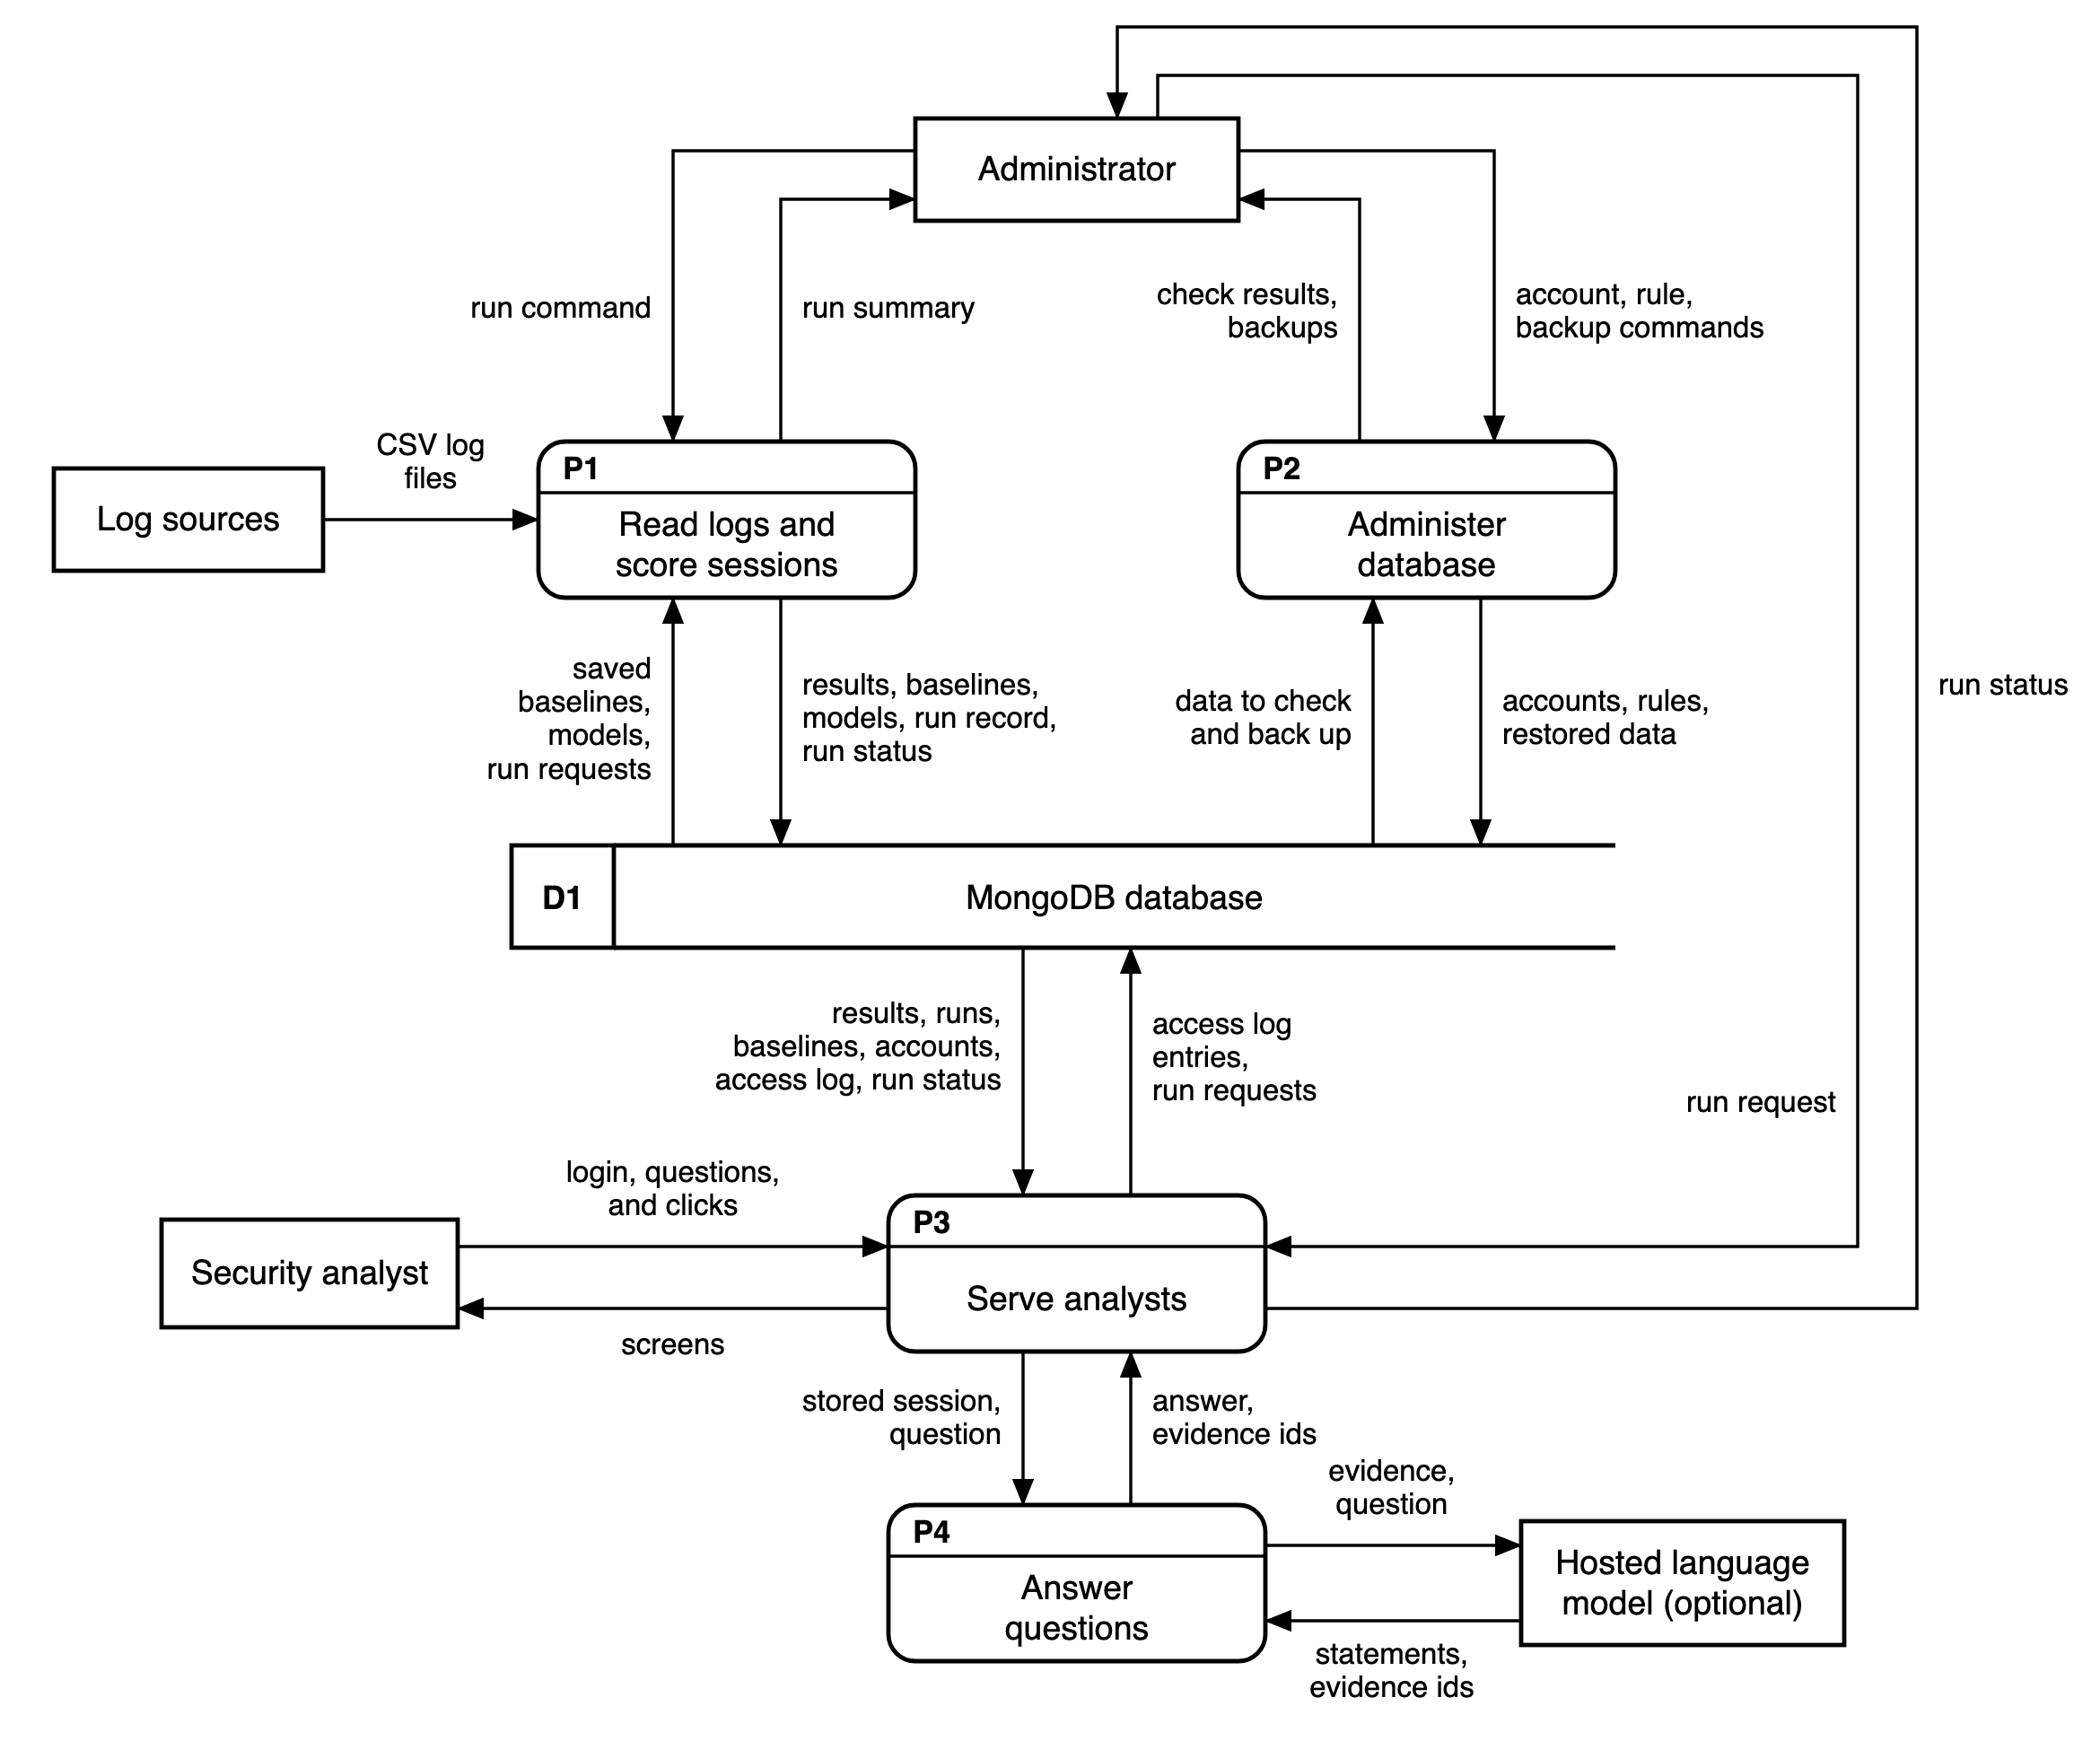 Administrator
run command
run summary
check results,
backups
account, rule,
backup commands
CSV log
files
Log sources
P1
Read logs and
score sessions
P2
Administer
database
saved
baselines,
models,
run requests
results, baselines,
models, run record,
run status
data to check
and back up
accounts, rules,
restored data
run status
D1
MongoDB database
results, runs,
baselines, accounts,
access log, run status
access log
entries,
run requests
run request
login, questions,
and clicks
Security analyst
P3
Serve analysts
screens
stored session,
question
answer,
evidence ids
P4
Answer
questions
evidence,
question
Hosted language
model (optional)
statements,
evidence ids